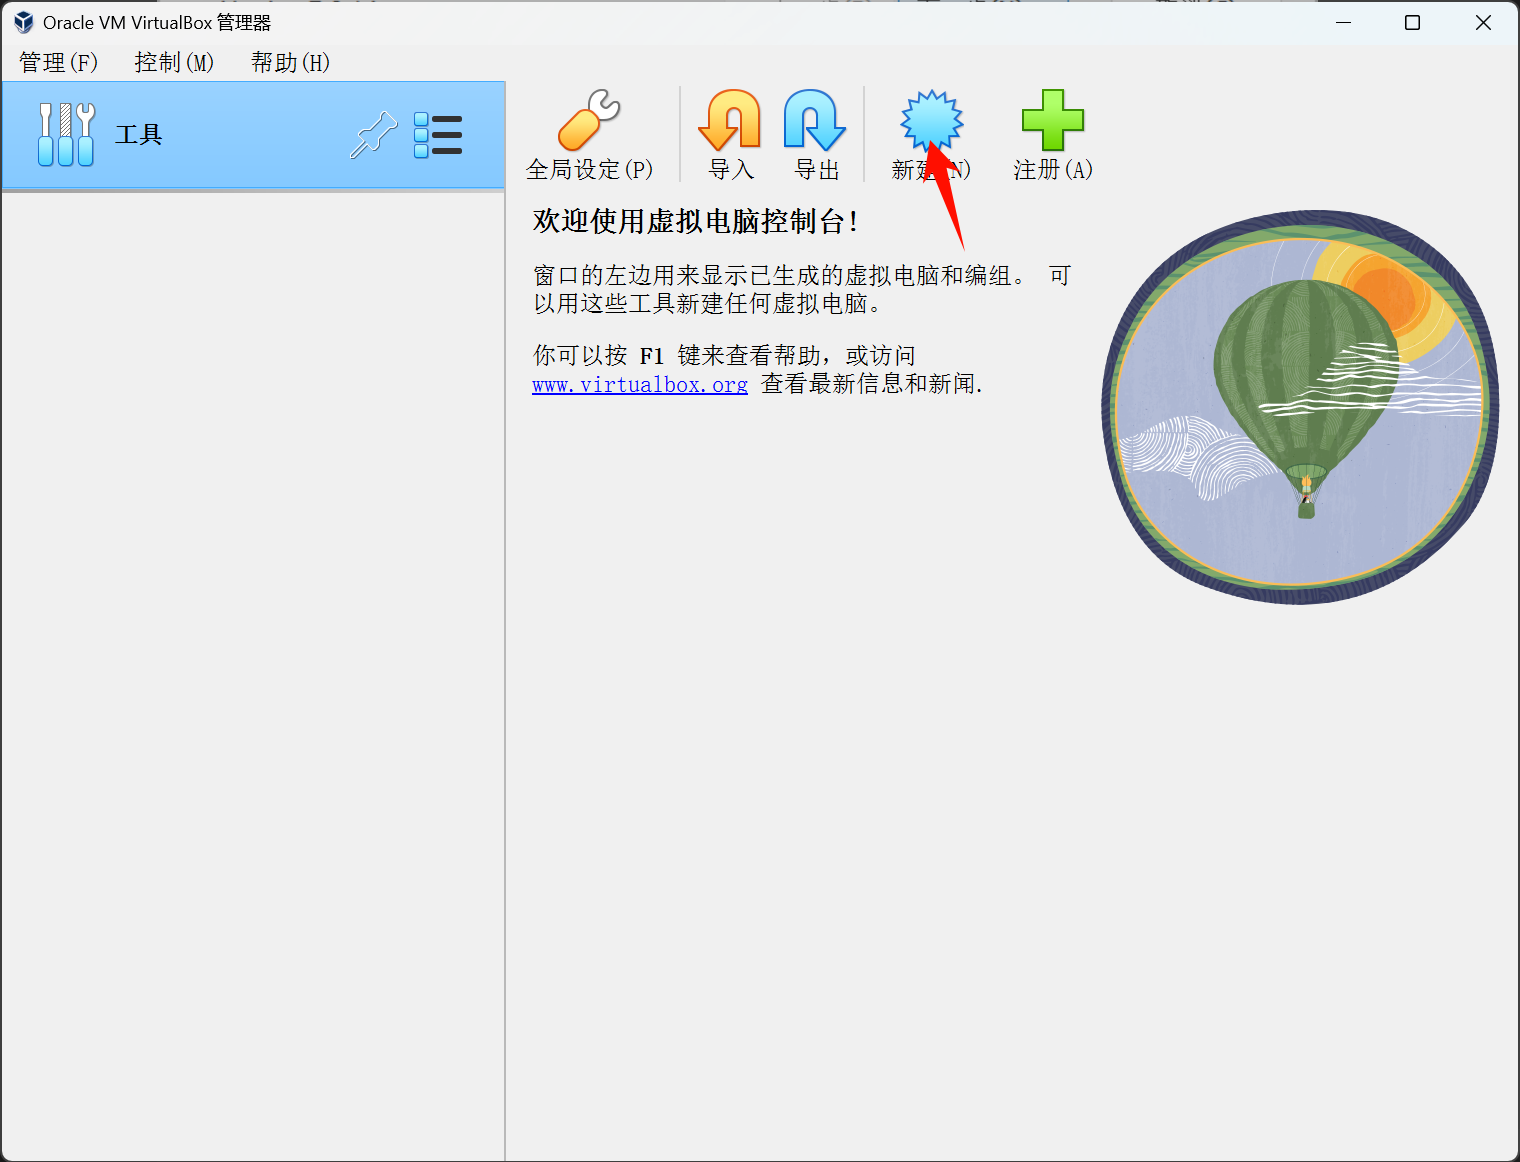 Oracle VM VirtualBox 管理器
管理(F) 控制(M) 帮助(H)
工具
全局设定(P) 导入 导出 新建(N) 注册(A)
欢迎使用虚拟电脑控制台!
窗口的左边用来显示已生成的虚拟电脑和编组。 可
以用这些工具新建任何虚拟电脑。
你可以按 F1 键来查看帮助，或访问
www.virtualbox.org 查看最新信息和新闻.